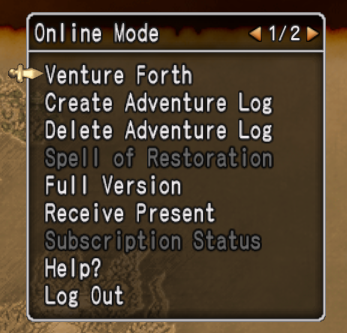 Online Mode 1/2
Venture Forth
Create Adventure Log
Delete Adventure Log
Spell of Restoration
Full Version
Receive Present
Subscription Status
Help?
Log Out